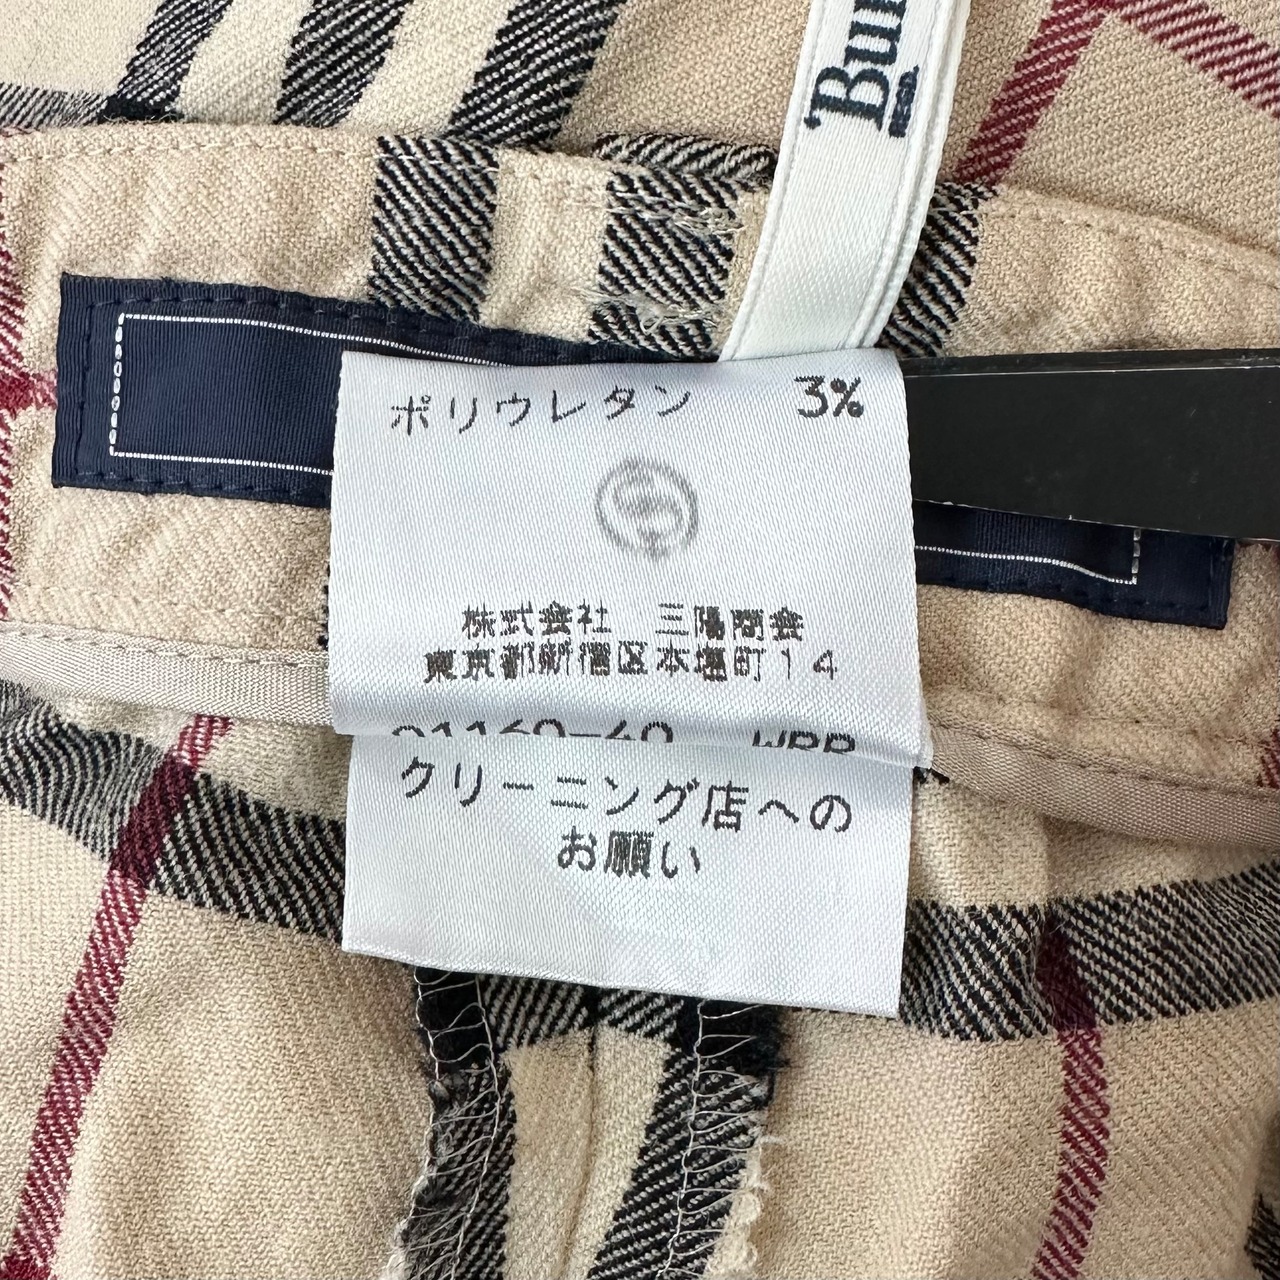 ポリウレタン 3%
株式会社 三陽商会
東京都新宿区本塩町14
クリーニング店への
お願い